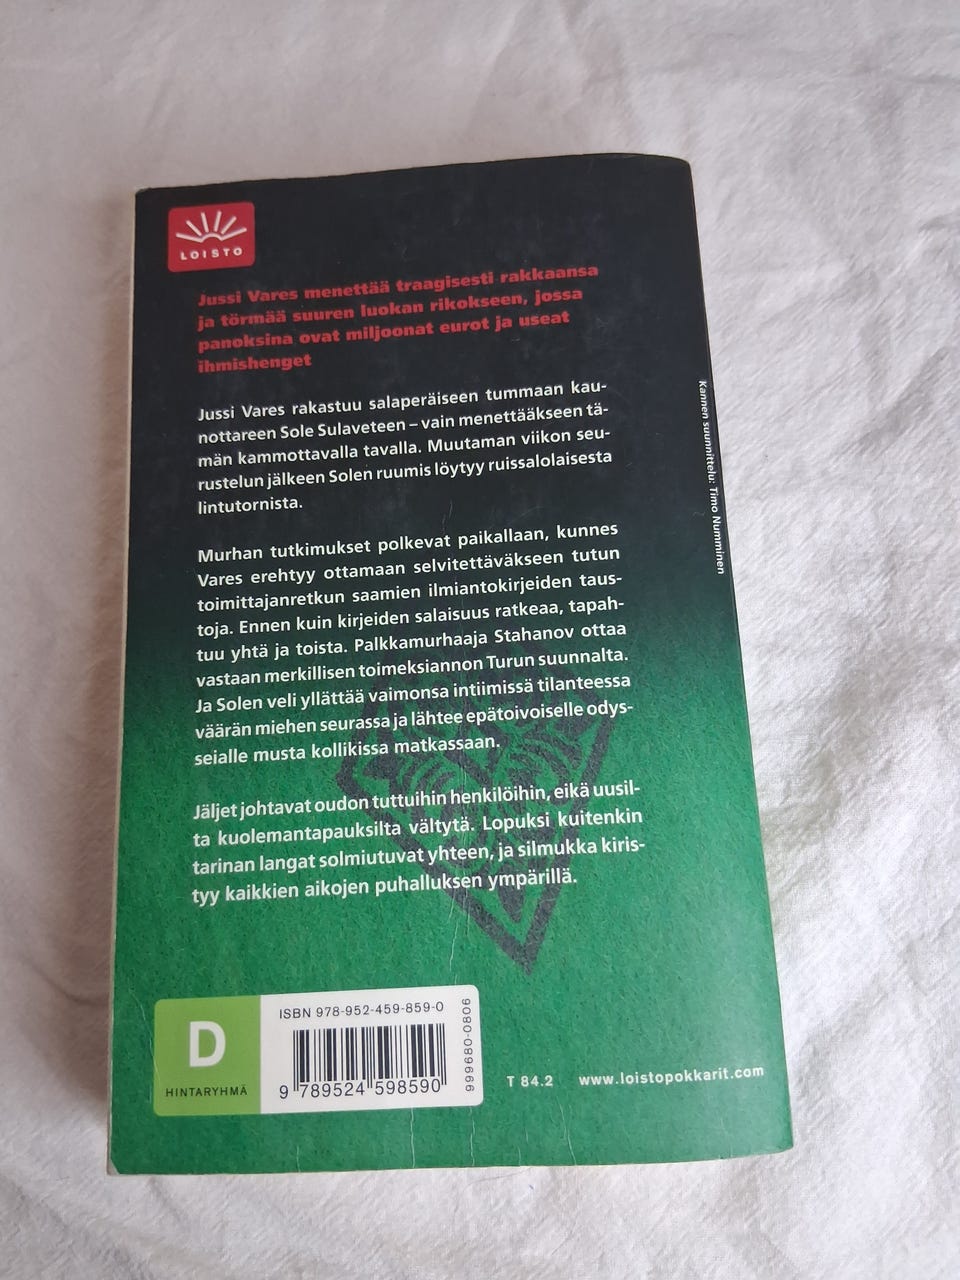 LOISTO
Jussi Vares menettää traagisesti rakkaansa
ja törmää suuren luokan rikokseen, jossa
panoksina ovat miljoonat eurot ja useat
ihmishenget
Jussi Vares rakastuu salaperäiseen tummaan kau-
nottareen Sole Sulaveteen – vain menettääkseen tä-
män kammottavalla tavalla. Muutaman viikon seu-
rustelun jälkeen Solen ruumis löytyy ruissalolaisesta
lintutornista.
Murhan tutkimukset polkevat paikallaan, kunnes
Vares erehtyy ottamaan selvitettäväkseen tutun
toimittajanretkun saamien ilmiantokirjeiden taus-
toja. Ennen kuin kirjeiden salaisuus ratkeaa, tapah-
tuu yhtä ja toista. Palkkamurhaaja Stahanov ottaa
vastaan merkillisen toimeksiannon Turun suunnalta.
Ja Solen veli yllättää vaimonsa intiimissä tilanteessa
väärän miehen seurassa ja lähtee epätoivoiselle odys-
seialle musta kollikissa matkassaan.
Jäljet johtavat oudon tuttuihin henkilöihin, eikä uusil-
ta kuolemantapauksilta vältytä. Lopuksi kuitenkin
tarinan langat solmiutuvat yhteen, ja silmukka kiris-
tyy kaikkien aikojen puhalluksen ympärillä.
Kannen suunnittelu: Timo Numminen
D
HINTARYHMÄ
ISBN 978-952-459-859-0
9 789524 598590
999680-0806
T 84.2 www.loistopokkarit.com